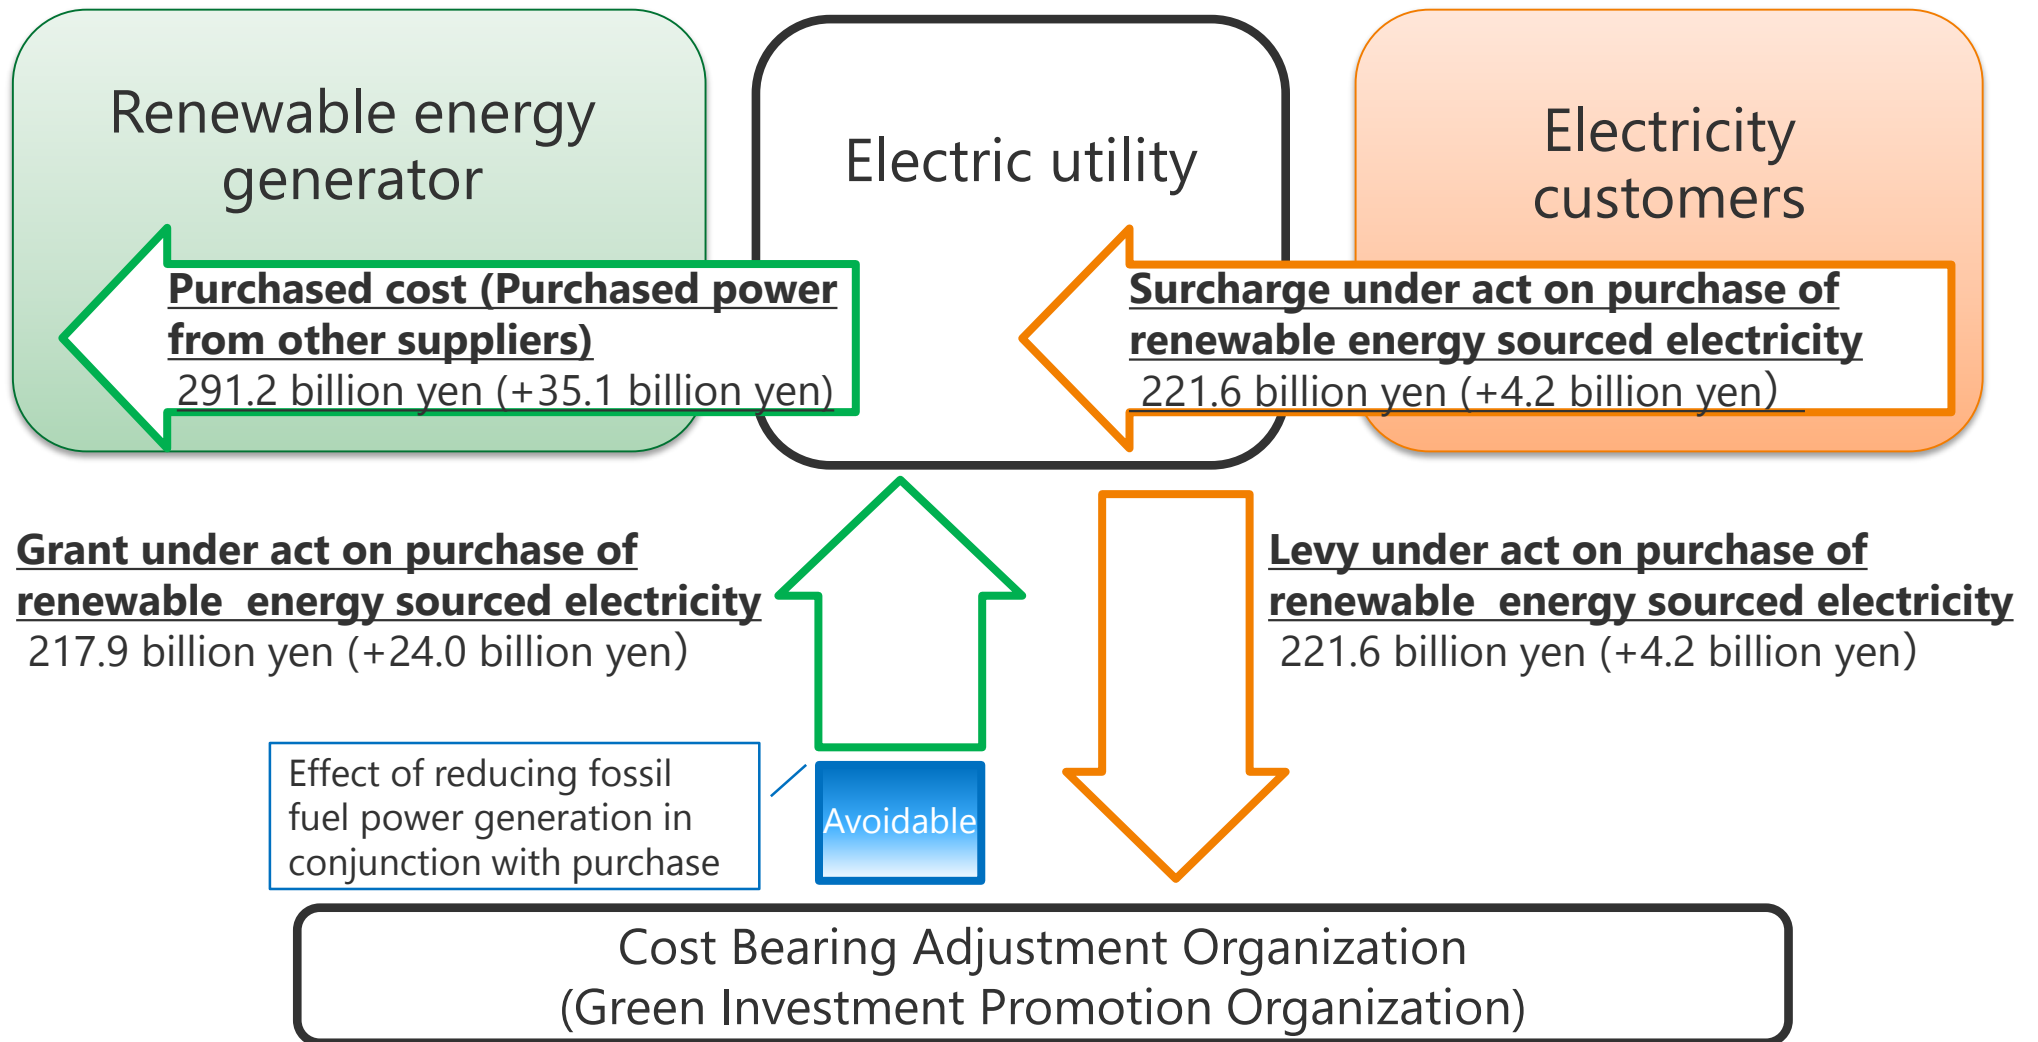 Renewable energy
generator
Electric utility
Electricity
customers
Purchased cost (Purchased power
from other suppliers)
291.2 billion yen (+35.1 billion yen)
Surcharge under act on purchase of
renewable energy sourced electricity
221.6 billion yen (+4.2 billion yen)
Grant under act on purchase of
renewable energy sourced electricity
217.9 billion yen (+24.0 billion yen)
Levy under act on purchase of
renewable energy sourced electricity
221.6 billion yen (+4.2 billion yen)
Effect of reducing fossil
fuel power generation in
conjunction with purchase
Avoidable
Cost Bearing Adjustment Organization
(Green Investment Promotion Organization)